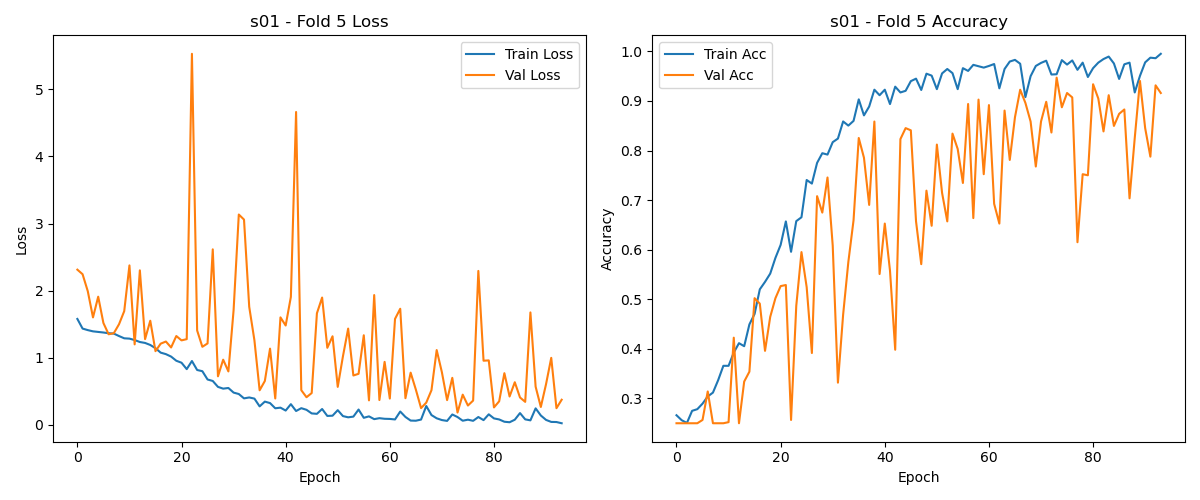 s01 - Fold 5 Loss
Train Loss
Val Loss
5
4
3
2
1
0
Loss
0 20 40 60 80
Epoch
s01 - Fold 5 Accuracy
Train Acc
Val Acc
1.0
0.9
0.8
0.7
0.6
0.5
0.4
0.3
Accuracy
0 20 40 60 80
Epoch